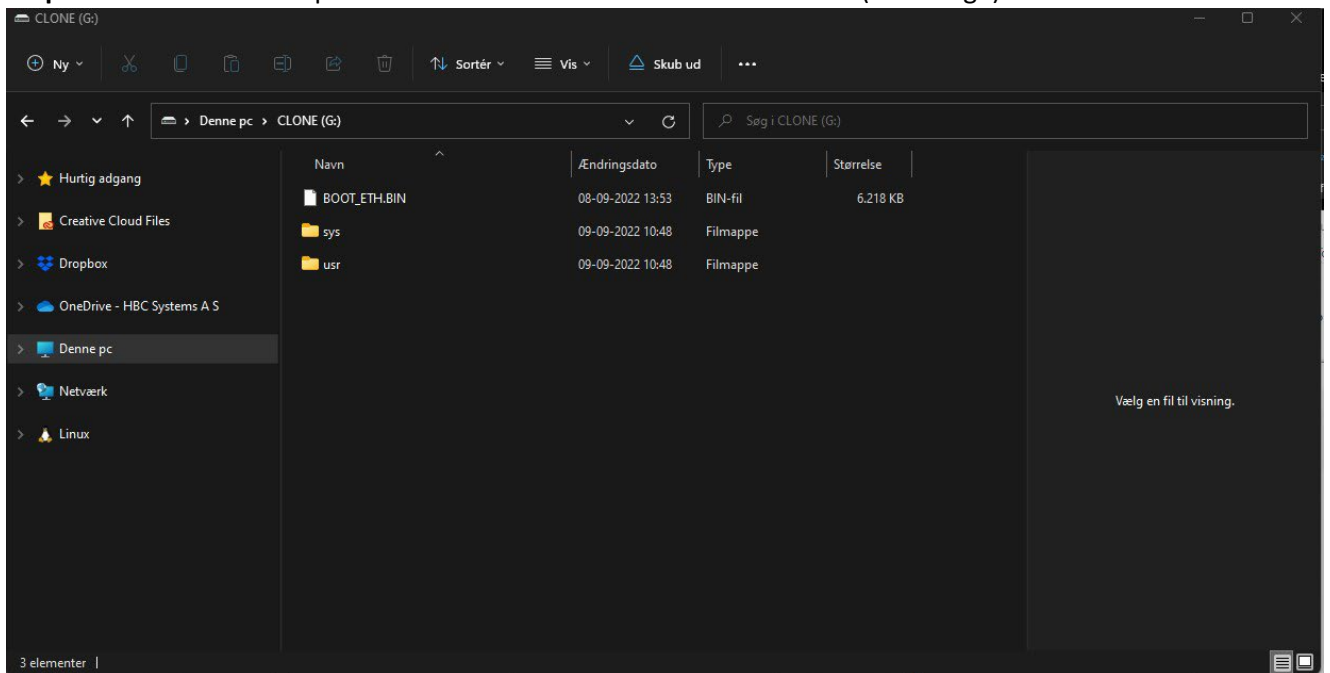 CLONE (G:)
Ny
Sortér
Vis
Skub ud
Denne pc
CLONE (G:)
Søg i CLONE (G:)
Hurtig adgang
Creative Cloud Files
Dropbox
OneDrive - HBC Systems A S
Denne pc
Netværk
Linux
Navn Ændringsdato Type Størrelse
BOOT_ETH.BIN 08-09-2022 13:53 BIN-fil 6.218 KB
sys 09-09-2022 10:48 Filmappe
usr 09-09-2022 10:48 Filmappe
Vælg en fil til visning.
3 elementer